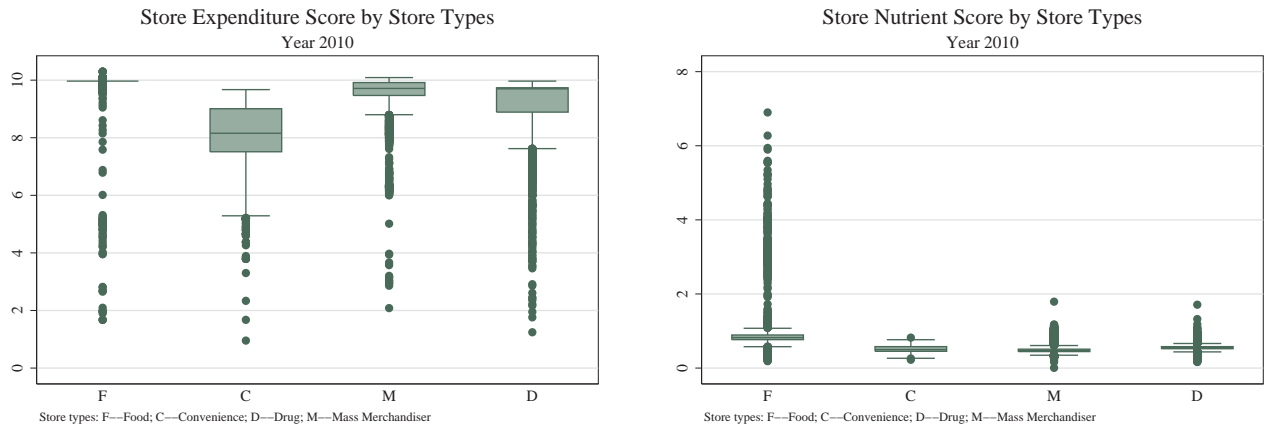 Store Expenditure Score by Store Types
Year 2010
10
8
6
4
2
0
F
C
M
D
Store types: F−−Food; C−−Convenience; D−−Drug; M−−Mass Merchandiser
Store Nutrient Score by Store Types
Year 2010
8
6
4
2
0
F
C
M
D
Store types: F−−Food; C−−Convenience; D−−Drug; M−−Mass Merchandiser